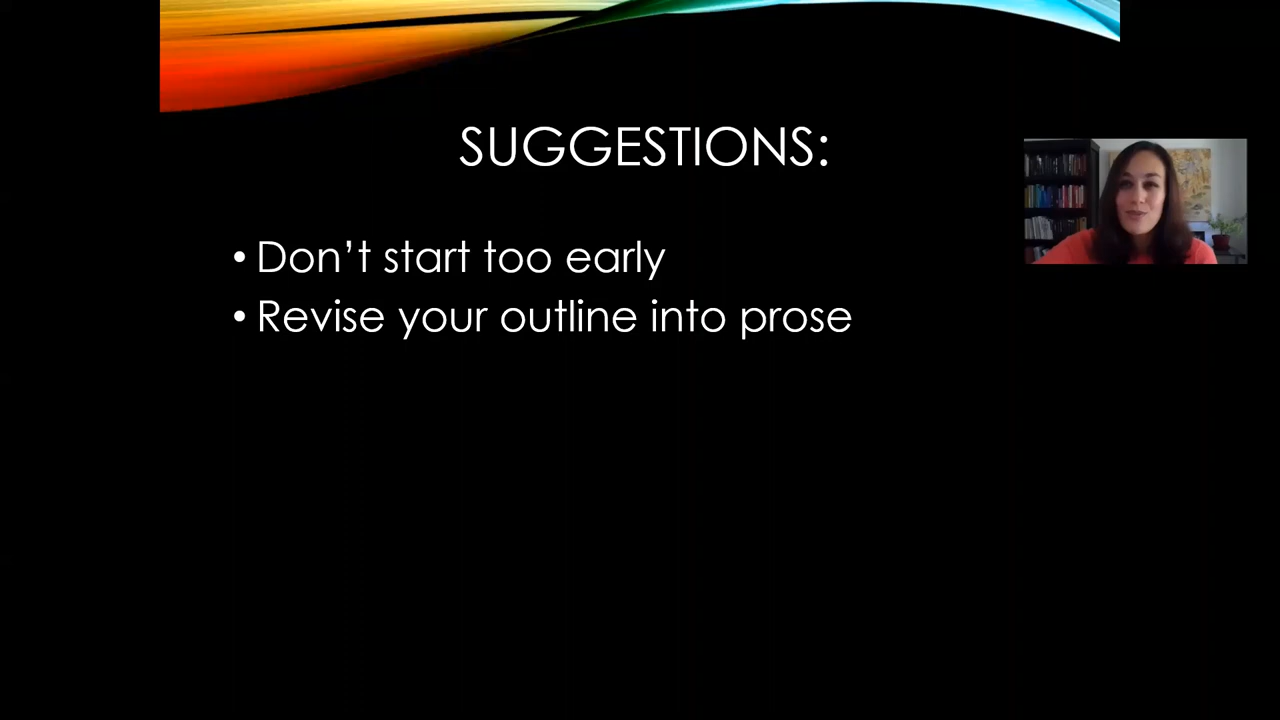 SUGGESTIONS:
• Don’t start too early
• Revise your outline into prose